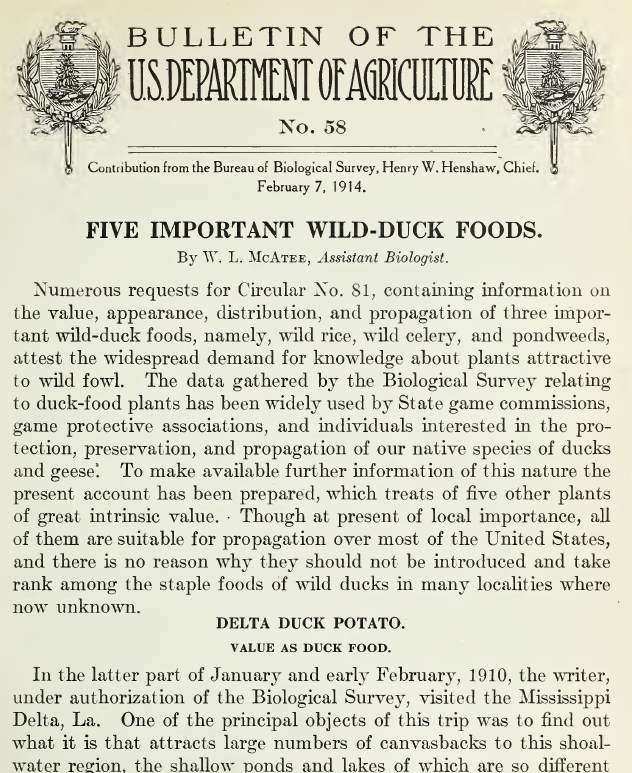 BULLETIN OF THE
U.S. DEPARTMENT OF AGRICULTURE
No. 58
Contribution from the Bureau of Biological Survey, Henry W. Henshaw, Chief.
February 7, 1914.
FIVE IMPORTANT WILD-DUCK FOODS.
By W. L. McAtee, Assistant Biologist.
Numerous requests for Circular No. 81, containing information on
the value, appearance, distribution, and propagation of three impor-
tant wild-duck foods, namely, wild rice, wild celery, and pondweeds,
attest the widespread demand for knowledge about plants attractive
to wild fowl. The data gathered by the Biological Survey relating
to duck-food plants has been widely used by State game commissions,
game protective associations, and individuals interested in the pro-
tection, preservation, and propagation of our native species of ducks
and geese. To make available further information of this nature the
present account has been prepared, which treats of five other plants
of great intrinsic value. Though at present of local importance, all
of them are suitable for propagation over most of the United States,
and there is no reason why they should not be introduced and take
rank among the staple foods of wild ducks in many localities where
now unknown.
DELTA DUCK POTATO.
VALUE AS DUCK FOOD.
In the latter part of January and early February, 1910, the writer,
under authorization of the Biological Survey, visited the Mississippi
Delta, La. One of the principal objects of this trip was to find out
what it is that attracts large numbers of canvasbacks to this shoal-
water region, the shallow ponds and lakes of which are so different